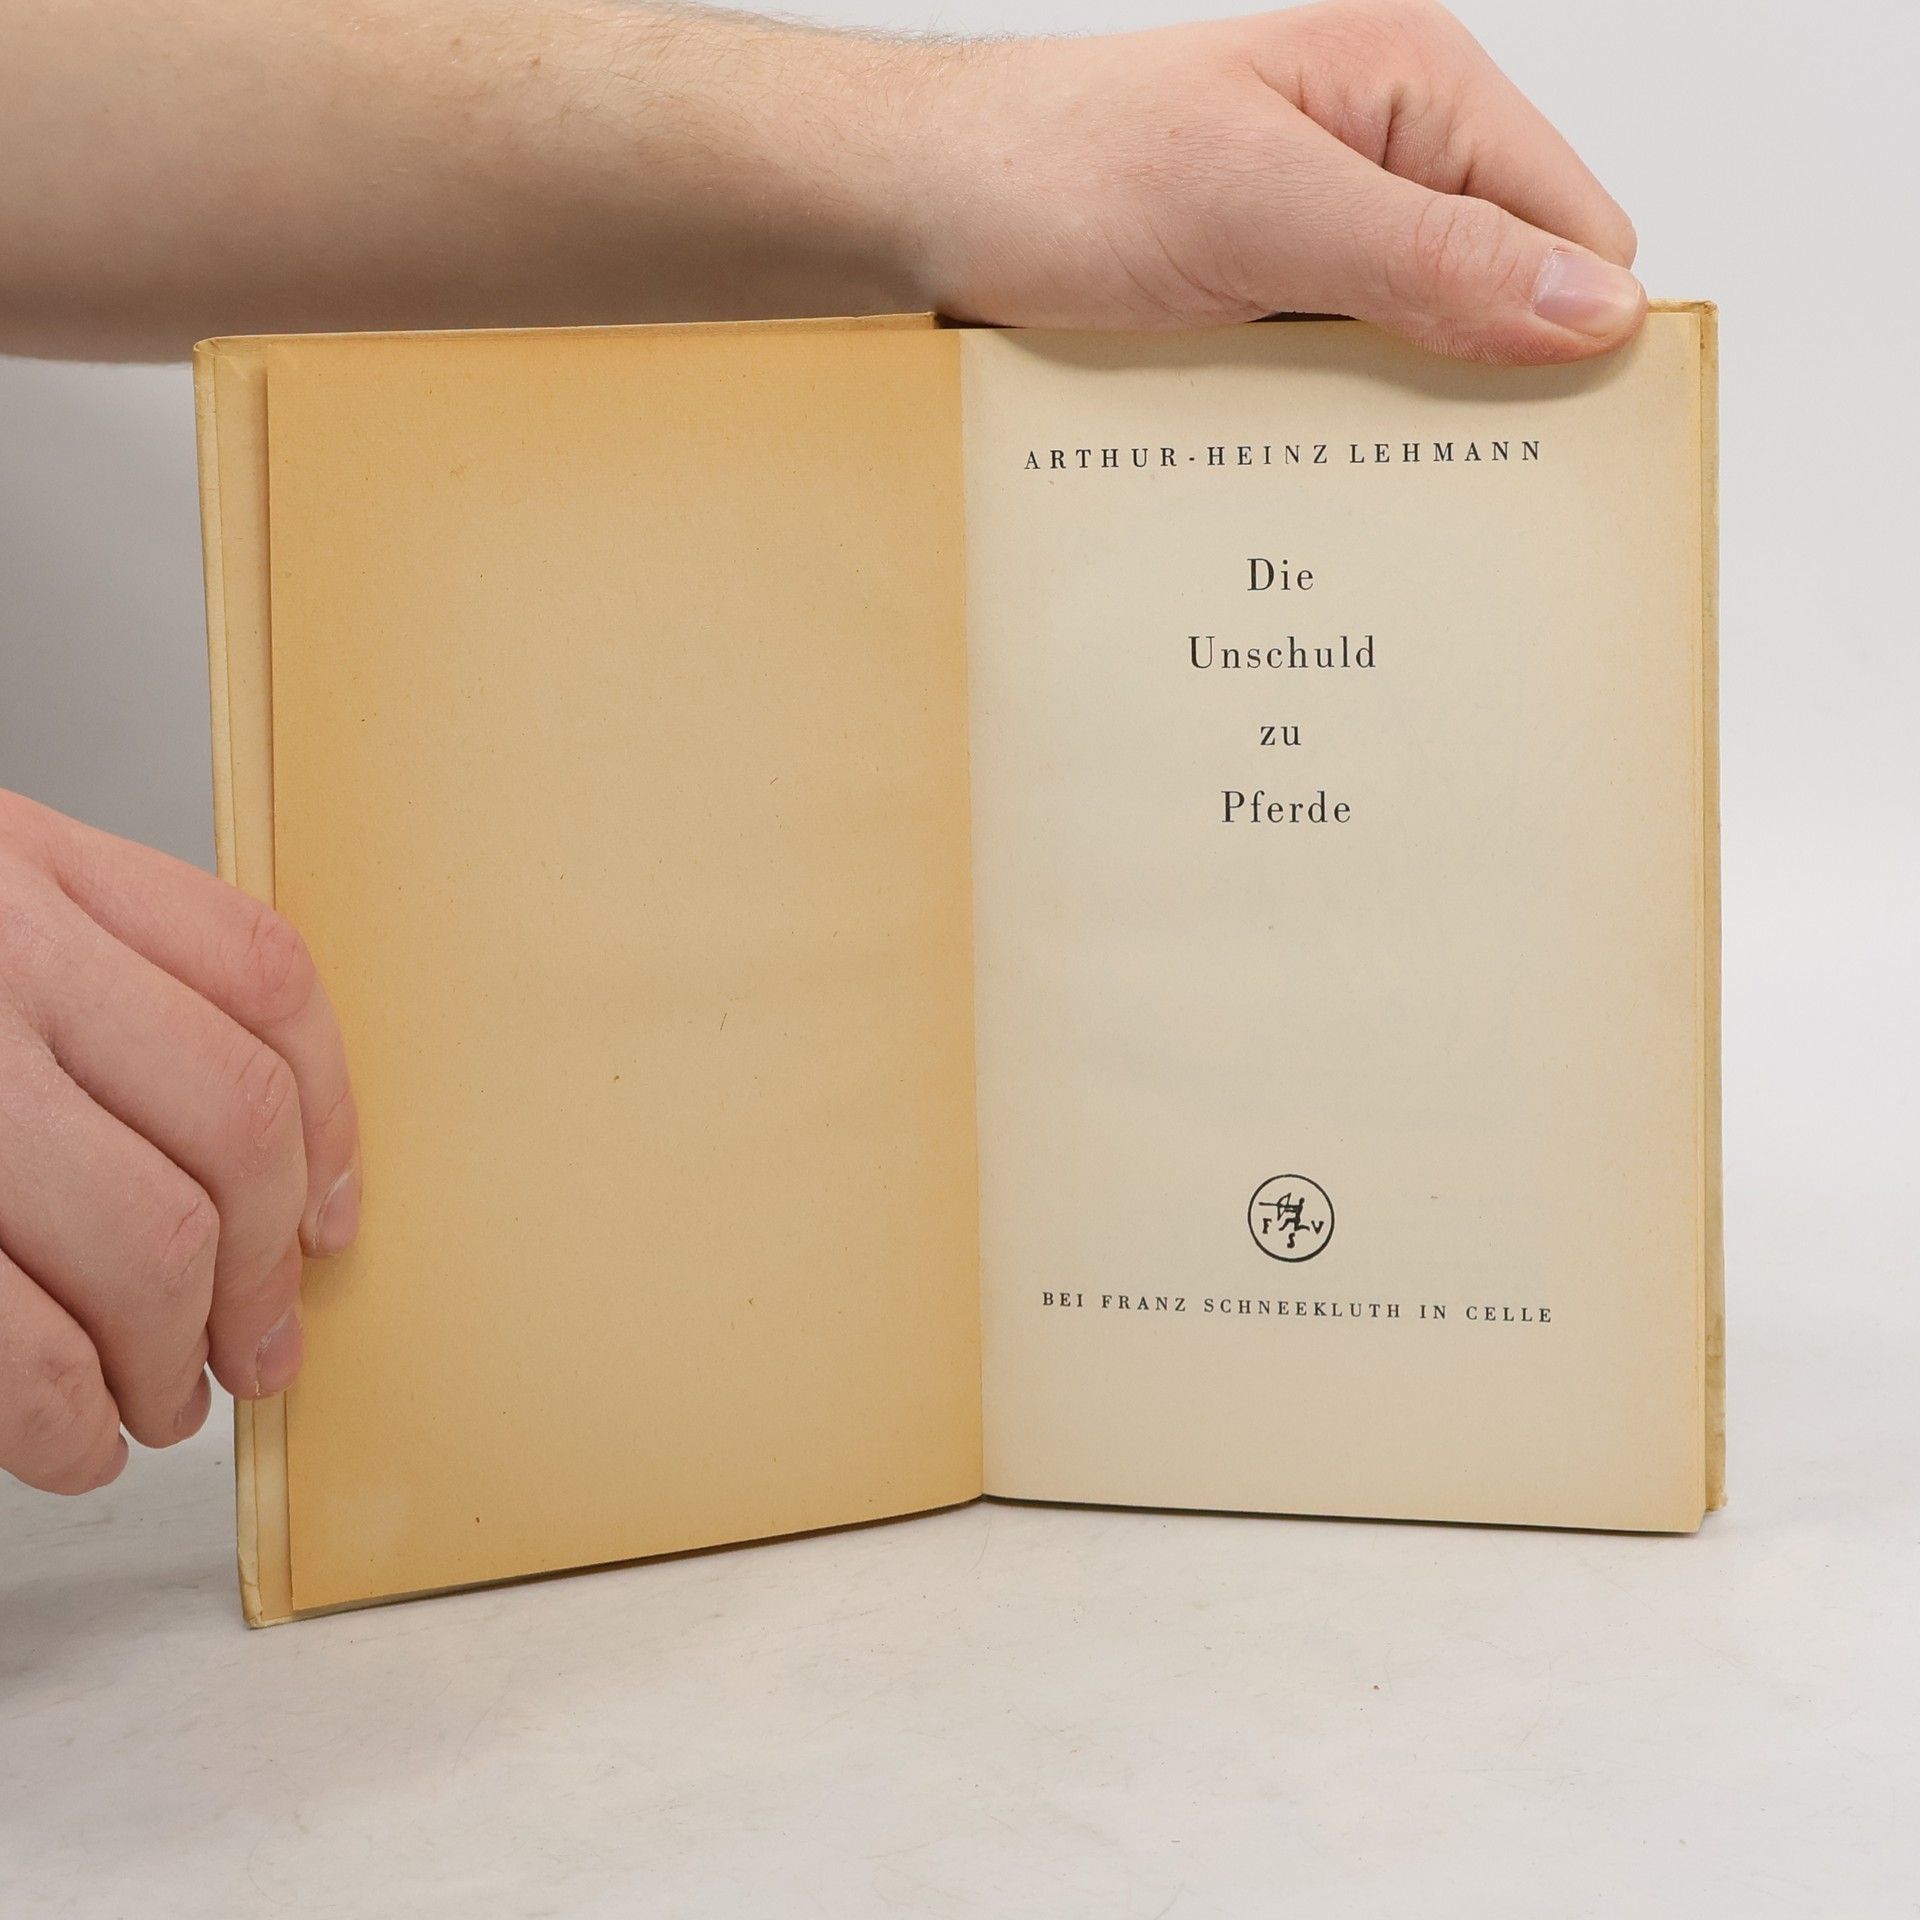 ARTHUR-HEINZ LEHMANN
Die
Unschuld
zu
Pferde
F V
S
BEI FRANZ SCHNEEKLUTH IN CELLE